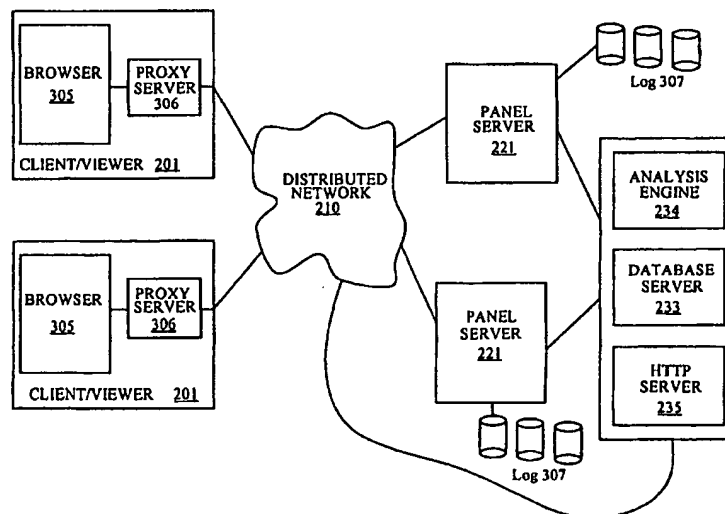 BROWSER
305
PROXY
SERVER
306
CLIENT/VIEWER 201
BROWSER
305
PROXY
SERVER
306
CLIENT/VIEWER 201
DISTRIBUTED
NETWORK
210
PANEL
SERVER
221
Log 307
PANEL
SERVER
221
Log 307
ANALYSIS
ENGINE
234
DATABASE
SERVER
233
HTTP
SERVER
235